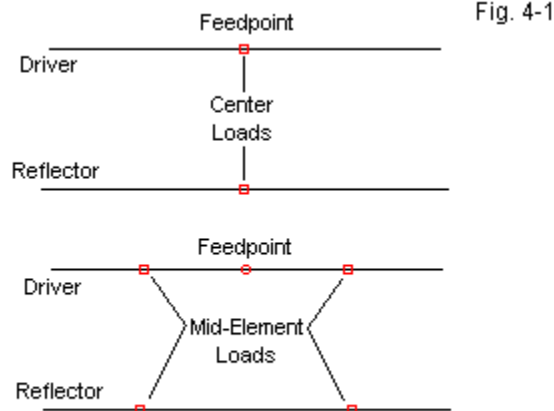 Fig. 4-1
Feedpoint
Driver
Center
Loads
Reflector
Feedpoint
Driver
Mid-Element
Loads
Reflector